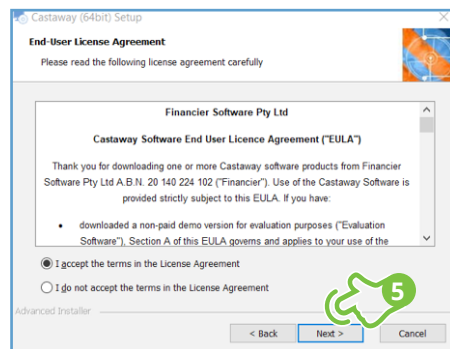 Castaway (64bit) Setup
End-User License Agreement
Please read the following license agreement carefully
Financier Software Pty Ltd
Castaway Software End User Licence Agreement ("EULA")
Thank you for downloading one or more Castaway software products from Financier
Software Pty Ltd A.B.N. 20 140 224 102 ("Financier"). Use of the Castaway Software is
provided strictly subject to this EULA. If you have:
• downloaded a non-paid demo version for evaluation purposes ("Evaluation
Software"), Section A of this EULA governs and applies to your use of the
I accept the terms in the License Agreement
I do not accept the terms in the License Agreement
5
Advanced Installer
< Back Next > Cancel